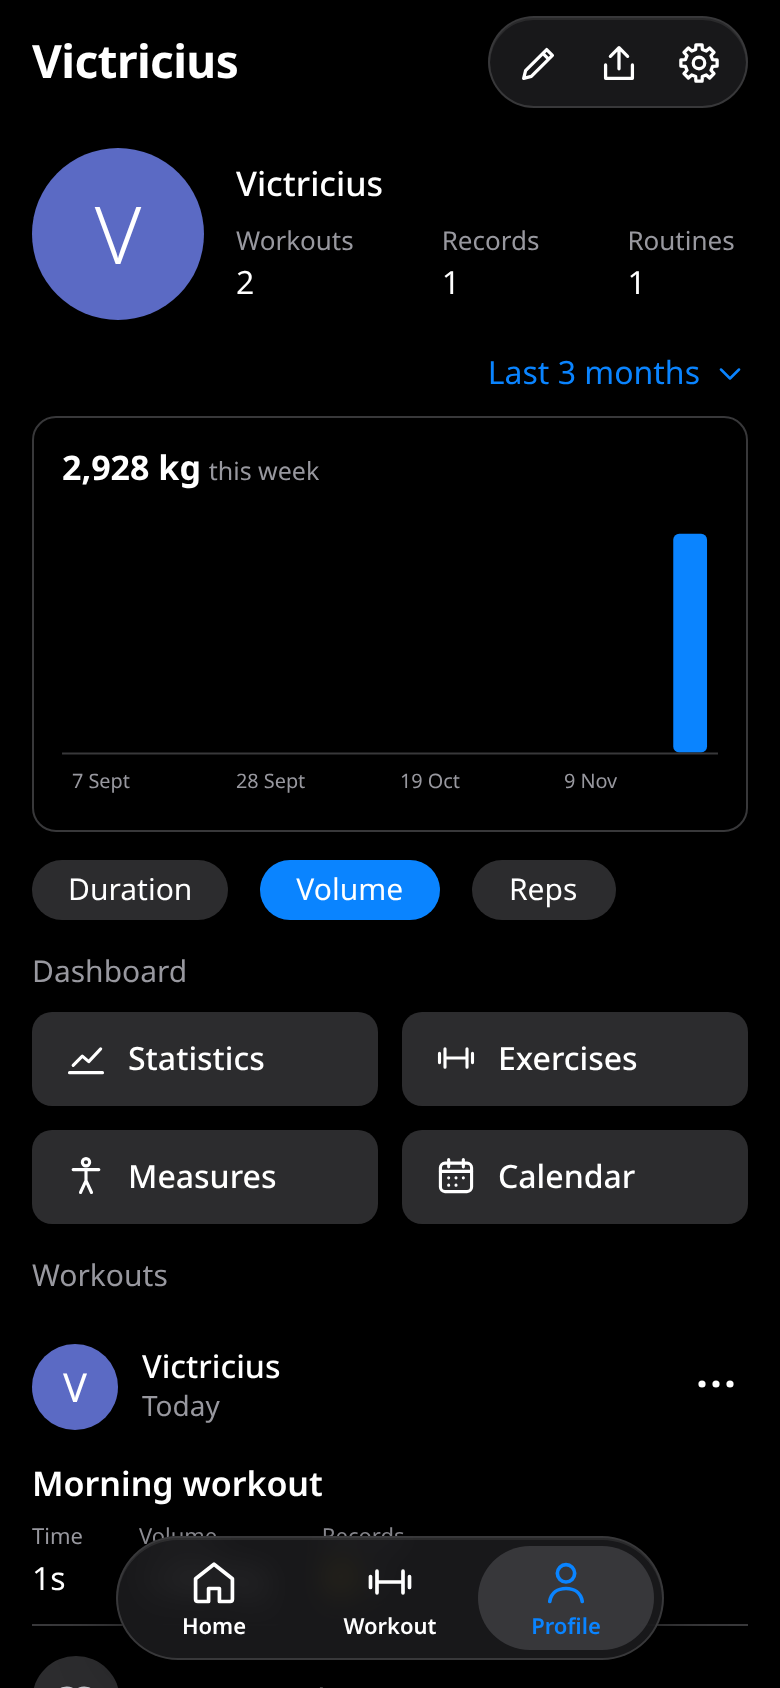 Victricius
V
Victricius
Workouts Records Routines
2 1 1
Last 3 months
2,928 kg this week
7 Sept 28 Sept 19 Oct 9 Nov
Duration Volume Reps
Dashboard
Statistics Exercises
Measures Calendar
Workouts
V
Victricius
Today
Morning workout
Time Volume Records
1s
Home Workout Profile